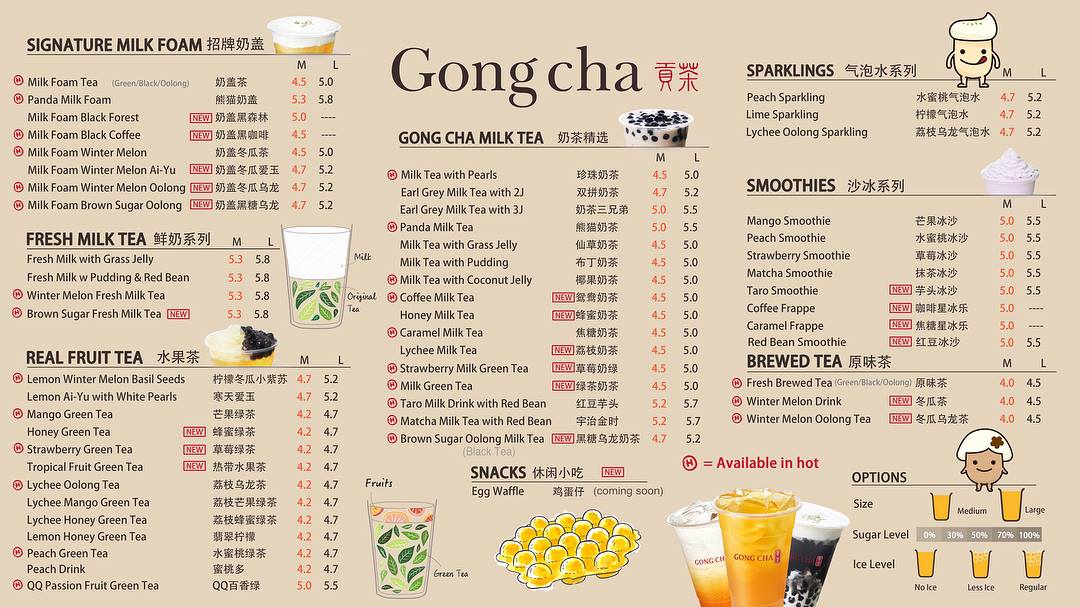 SIGNATURE MILK FOAM 招牌奶盖
M L
Milk Foam Tea (Green/Black/Oolong) 奶盖茶 4.5 5.0
Panda Milk Foam 熊猫奶盖 5.3 5.8
Milk Foam Black Forest NEW 奶盖黑森林 5.0 ----
Milk Foam Black Coffee NEW 奶盖黑咖啡 4.5 ----
Milk Foam Winter Melon 奶盖冬瓜茶 4.5 5.0
Milk Foam Winter Melon Ai-Yu NEW 奶盖冬瓜爱玉 4.7 5.2
Milk Foam Winter Melon Oolong NEW 奶盖冬瓜乌龙 4.7 5.2
Milk Foam Brown Sugar Oolong NEW 奶盖黑糖乌龙 4.7 5.2
FRESH MILK TEA 鲜奶系列 M L
Fresh Milk with Grass Jelly 5.3 5.8
Fresh Milk w Pudding & Red Bean 5.3 5.8
Winter Melon Fresh Milk Tea 5.3 5.8
Brown Sugar Fresh Milk Tea NEW 5.3 5.8
Milk
Original
Tea
REAL FRUIT TEA 水果茶 M L
Lemon Winter Melon Basil Seeds 柠檬冬瓜小紫苏 4.7 5.2
Lemon Ai-Yu with White Pearls 寒天爱玉 4.7 5.2
Mango Green Tea 芒果绿茶 4.2 4.7
Honey Green Tea NEW 蜂蜜绿茶 4.2 4.7
Strawberry Green Tea NEW 草莓绿茶 4.2 4.7
Tropical Fruit Green Tea NEW 热带水果茶 4.2 4.7
Lychee Oolong Tea 荔枝乌龙茶 4.2 4.7
Lychee Mango Green Tea 荔枝芒果绿茶 4.2 4.7
Lychee Honey Green Tea 荔枝蜂蜜绿茶 4.2 4.7
Lemon Honey Green Tea 翡翠柠檬 4.2 4.7
Peach Green Tea 水蜜桃绿茶 4.2 4.7
Peach Drink 蜜桃多 4.2 4.7
QQ Passion Fruit Green Tea QQ百香绿 5.0 5.5
Gong cha 貢茶
GONG CHA MILK TEA 奶茶精选
M L
Milk Tea with Pearls 珍珠奶茶 4.5 5.0
Earl Grey Milk Tea with 2J 双拼奶茶 4.7 5.2
Earl Grey Milk Tea with 3J 奶茶三兄弟 5.0 5.5
Panda Milk Tea 熊猫奶茶 5.0 5.5
Milk Tea with Grass Jelly 仙草奶茶 4.5 5.0
Milk Tea with Pudding 布丁奶茶 4.5 5.0
Milk Tea with Coconut Jelly 椰果奶茶 4.5 5.0
Coffee Milk Tea NEW 鸳鸯奶茶 4.5 5.0
Honey Milk Tea NEW 蜂蜜奶茶 4.5 5.0
Caramel Milk Tea 焦糖奶茶 4.5 5.0
Lychee Milk Tea NEW 荔枝奶茶 4.5 5.0
Strawberry Milk Green Tea NEW 草莓奶绿 4.5 5.0
Milk Green Tea NEW 绿茶奶茶 4.5 5.0
Taro Milk Drink with Red Bean 红豆芋头 5.2 5.7
Matcha Milk Tea with Red Bean 宇治金时 5.2 5.7
Brown Sugar Oolong Milk Tea NEW 黑糖乌龙奶茶 4.7 5.2
(Black Tea)
SNACKS 休闲小吃 NEW
Egg Waffle 鸡蛋仔 (coming soon)
Fruits
Green Tea
H = Available in hot
GONG CHA
GONG CHA
SPARKLINGS 气泡水系列 M L
Peach Sparkling 水蜜桃气泡水 4.7 5.2
Lime Sparkling 柠檬气泡水 4.7 5.2
Lychee Oolong Sparkling 荔枝乌龙气泡水 4.7 5.2
SMOOTHIES 沙冰系列
M L
Mango Smoothie 芒果冰沙 5.0 5.5
Peach Smoothie 水蜜桃冰沙 5.0 5.5
Strawberry Smoothie 草莓冰沙 5.0 5.5
Matcha Smoothie 抹茶冰沙 5.0 5.5
Taro Smoothie NEW 芋头冰沙 5.0 5.5
Coffee Frappe NEW 咖啡星冰乐 5.0 ----
Caramel Frappe NEW 焦糖星冰乐 5.0 ----
Red Bean Smoothie NEW 红豆冰沙 5.0 5.5
BREWED TEA 原味茶 M L
Fresh Brewed Tea (Green/Black/Oolong) 原味茶 4.0 4.5
Winter Melon Drink NEW 冬瓜茶 4.0 4.5
Winter Melon Oolong Tea NEW 冬瓜乌龙茶 4.0 4.5
OPTIONS
Size Medium Large
Sugar Level 0% 30% 50% 70% 100%
Ice Level
No Ice Less Ice Regular